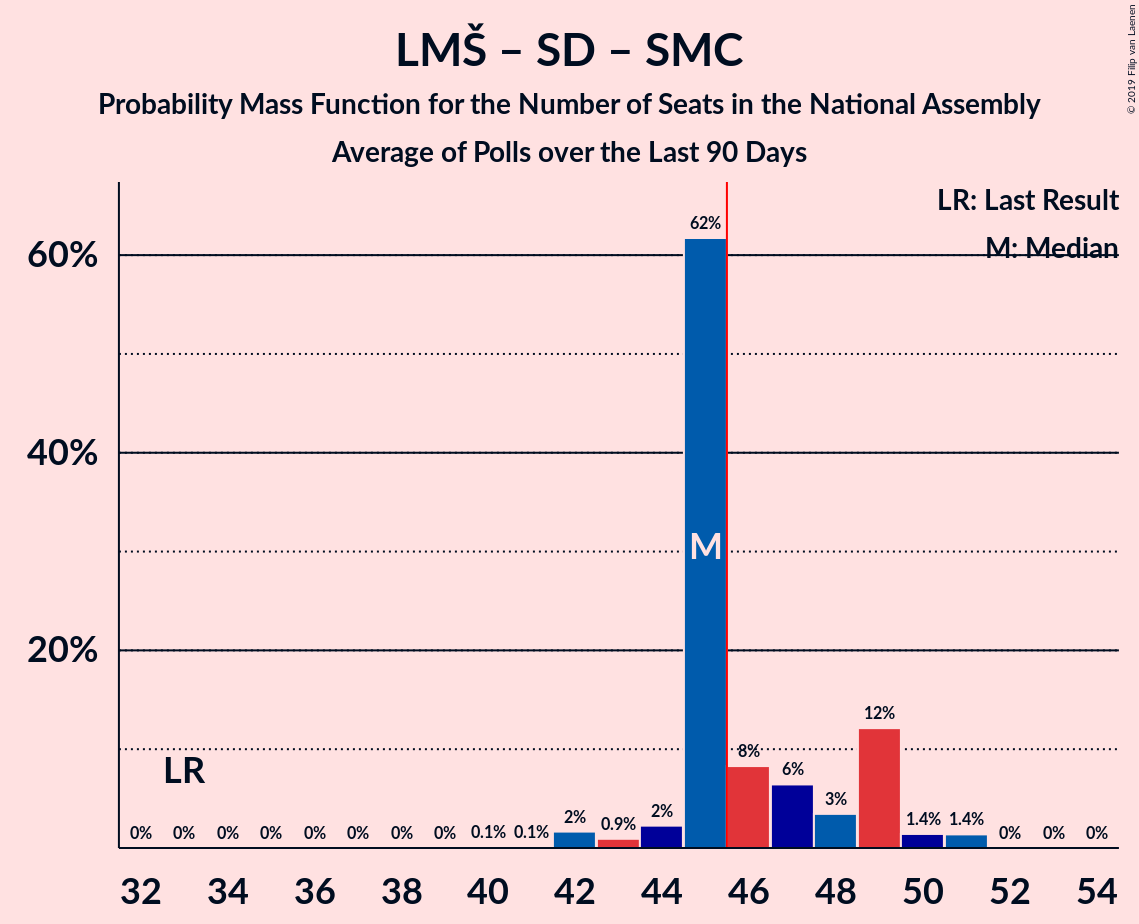 LMŠ – SD – SMC
Probability Mass Function for the Number of Seats in the National Assembly
Average of Polls over the Last 90 Days
© 2019 Filip van Laenen
LR: Last Result
M: Median
60%
40%
20%
62%
M
LR
0% 0% 0% 0% 0% 0% 0% 0% 0.1% 0.1% 2% 0.9% 2% 8% 6% 3% 12% 1.4% 1.4% 0% 0% 0%
32 34 36 38 40 42 44 46 48 50 52 54